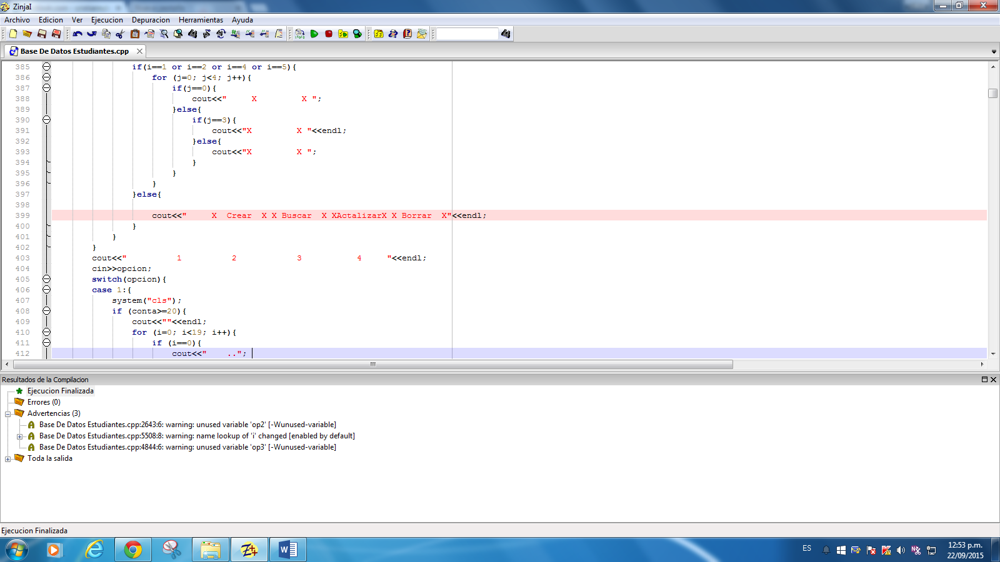 ZinjaI
Archivo Edicion Ver Ejecucion Depuracion Herramientas Ayuda
Base De Datos Estudiantes.cpp
385 if(i==1 or i==2 or i==4 or i==5){
386 for (j=0; j<4; j++){
387 if(j==0){
388 cout<<"     X         X ";
389 }else{
390 if(j==3){
391 cout<<"X         X "<<endl;
392 }else{
393 cout<<"X         X ";
394 }
395 }
396 }
397 }else{
398
399 cout<<"     X  Crear  X X Buscar  X XActalizarX X Borrar  X"<<endl;
400 }
401 }
402 }
403 cout<<"          1          2            3           4     "<<endl;
404 cin>>opcion;
405 switch(opcion){
406 case 1:{
407 system("cls");
408 if (conta>=20){
409 cout<<""<<endl;
410 for (i=0; i<19; i++){
411 if (i==0){
412 cout<<"    ..";
Resultados de la Compilacion
Ejecucion Finalizada
Errores (0)
Advertencias (3)
Base De Datos Estudiantes.cpp:2643:6: warning: unused variable 'op2' [-Wunused-variable]
Base De Datos Estudiantes.cpp:5508:8: warning: name lookup of 'i' changed [enabled by default]
Base De Datos Estudiantes.cpp:4844:6: warning: unused variable 'op3' [-Wunused-variable]
Toda la salida
Ejecucion Finalizada
ES
12:53 p.m.
22/09/2015